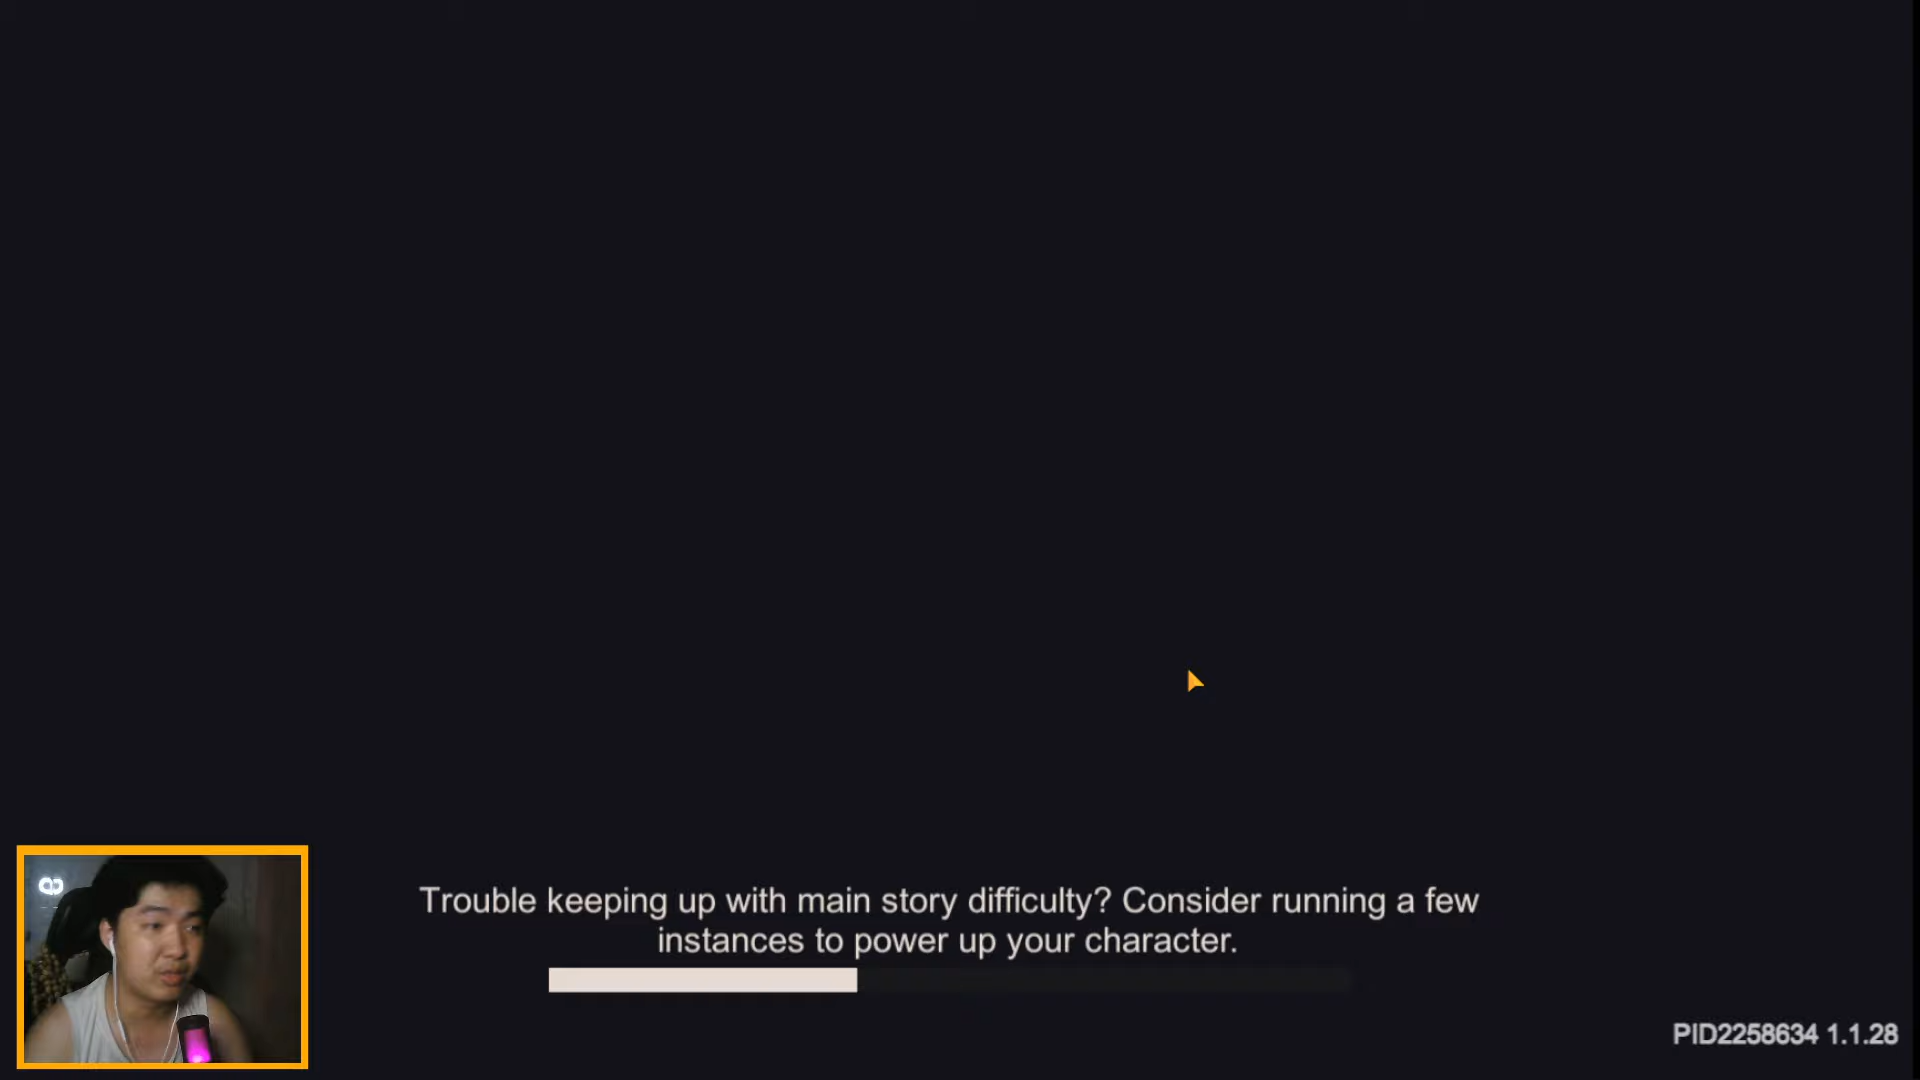 Trouble keeping up with main story difficulty? Consider running a few
instances to power up your character.
PID2258634 1.1.28